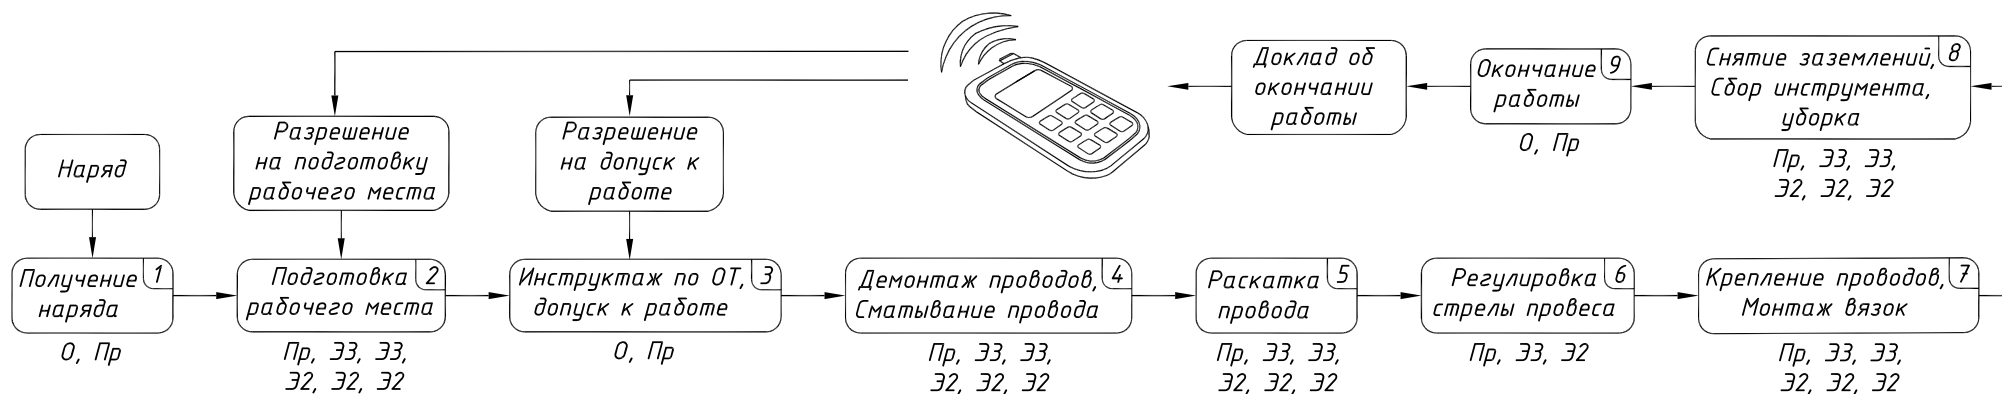 Наряд
Разрешение
на подготовку
рабочего места
Разрешение
на допуск к
работе
Доклад об
окончании
работы
Окончание
работы
9
О, Пр
Снятие заземлений,
Сбор инструмента,
уборка
8
Пр, Э3, Э3,
Э2, Э2, Э2
Получение
наряда
1
О, Пр
Подготовка
рабочего места
2
Пр, Э3, Э3,
Э2, Э2, Э2
Инструктаж по ОТ,
допуск к работе
3
О, Пр
Демонтаж проводов,
Сматывание провода
4
Пр, Э3, Э3,
Э2, Э2, Э2
Раскатка
провода
5
Пр, Э3, Э3,
Э2, Э2, Э2
Регулировка
стрелы провеса
6
Пр, Э3, Э2
Крепление проводов,
Монтаж вязок
7
Пр, Э3, Э3,
Э2, Э2, Э2